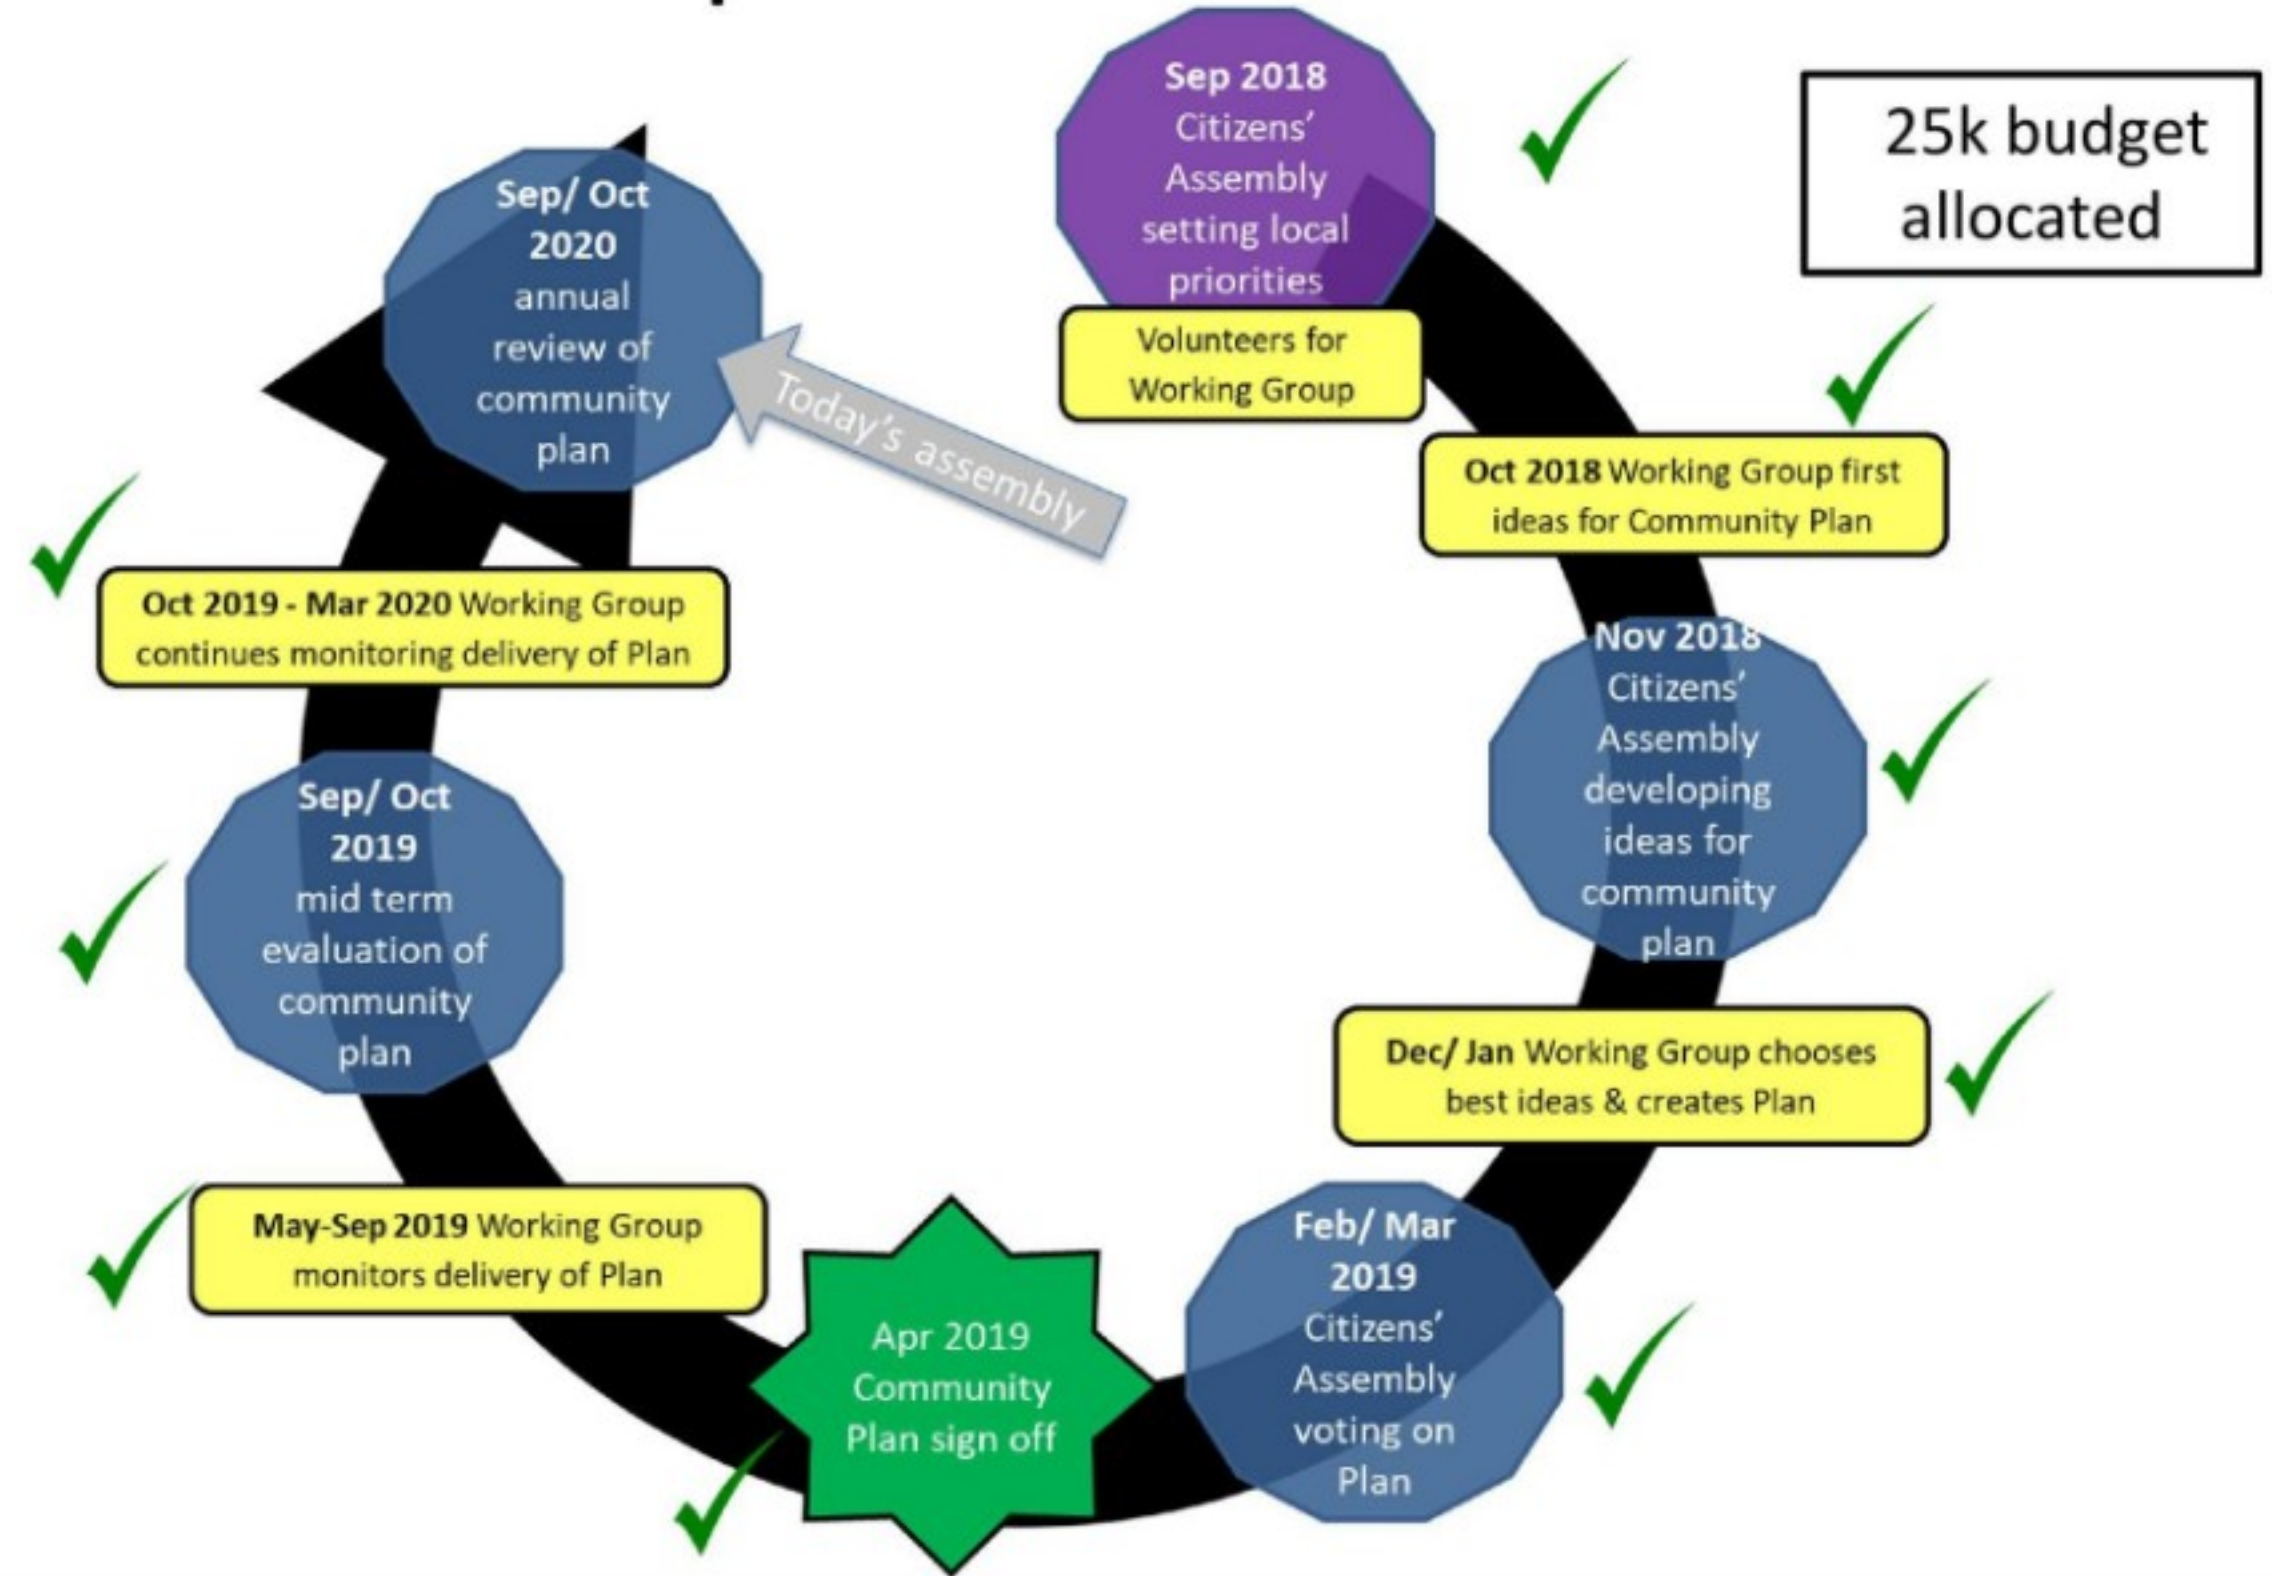 Sep 2018
Citizens'
Assembly
setting local
priorities
Volunteers for
Working Group
25k budget
allocated
Oct 2018 Working Group first
ideas for Community Plan
Nov 2018
Citizens'
Assembly
developing
ideas for
community
plan
Dec/ Jan Working Group chooses
best ideas & creates Plan
Feb/ Mar
2019
Citizens'
Assembly
voting on
Plan
Apr 2019
Community
Plan sign off
May-Sep 2019 Working Group
monitors delivery of Plan
Sep/ Oct
2019
mid term
evaluation of
community
plan
Oct 2019 - Mar 2020 Working Group
continues monitoring delivery of Plan
Sep/ Oct
2020
annual
review of
community
plan
Today's assembly